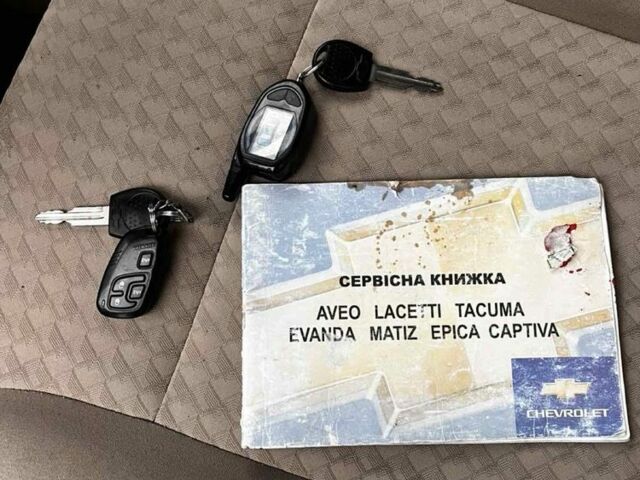 СЕРВІСНА КНИЖКА
AVEO LACETTI TACUMA
EVANDA MATIZ EPICA CAPTIVA
CHEVROLET